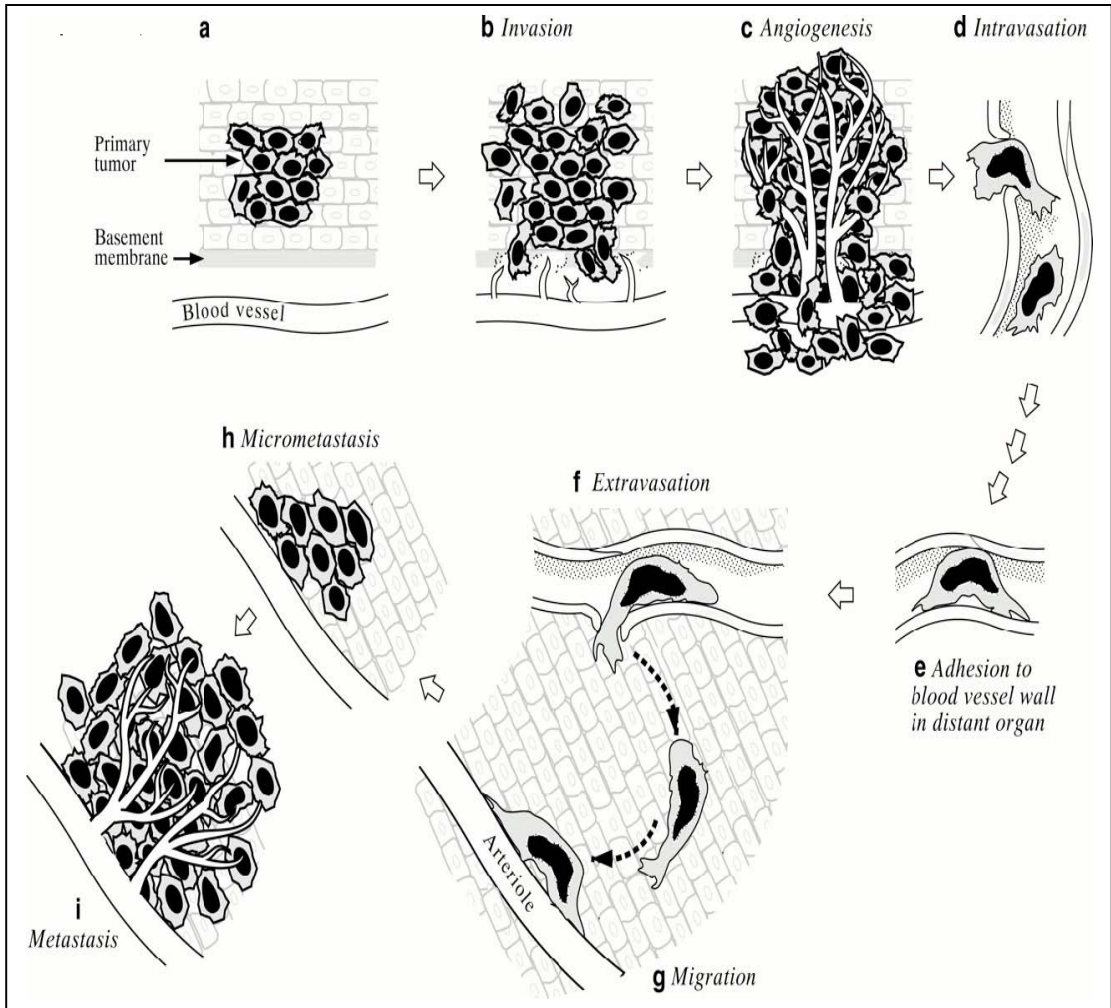 a
b Invasion
c Angiogenesis
d Intravasation
Primary
tumor
Basement
membrane
Blood vessel
h Micrometastasis
f Extravasation
e Adhesion to
blood vessel wall
in distant organ
Arteriole
i
Metastasis
g Migration